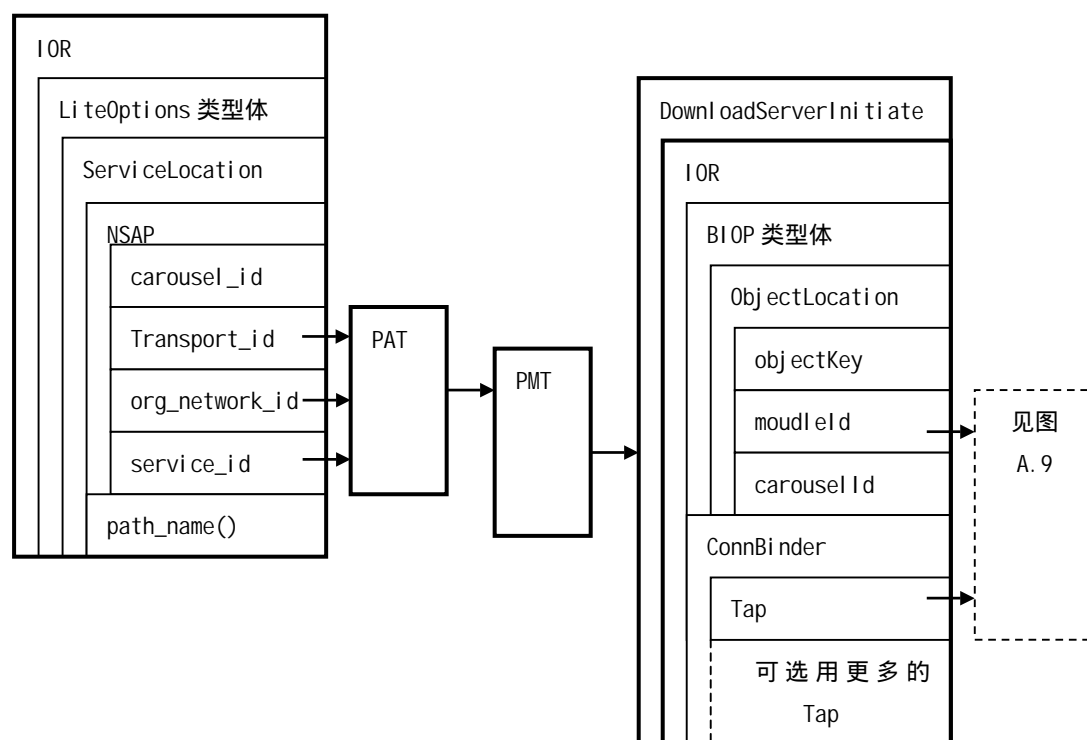 IOR
LiteOptions 类型体
ServiceLocation
NSAP
carousel_id
Transport_id
org_network_id
service_id
path_name()
PAT
PMT
DownloadServerInitiate
IOR
BIOP 类型体
ObjectLocation
objectKey
moudleId
carouselId
ConnBinder
Tap
可选用更多的
Tap
见图
A.9